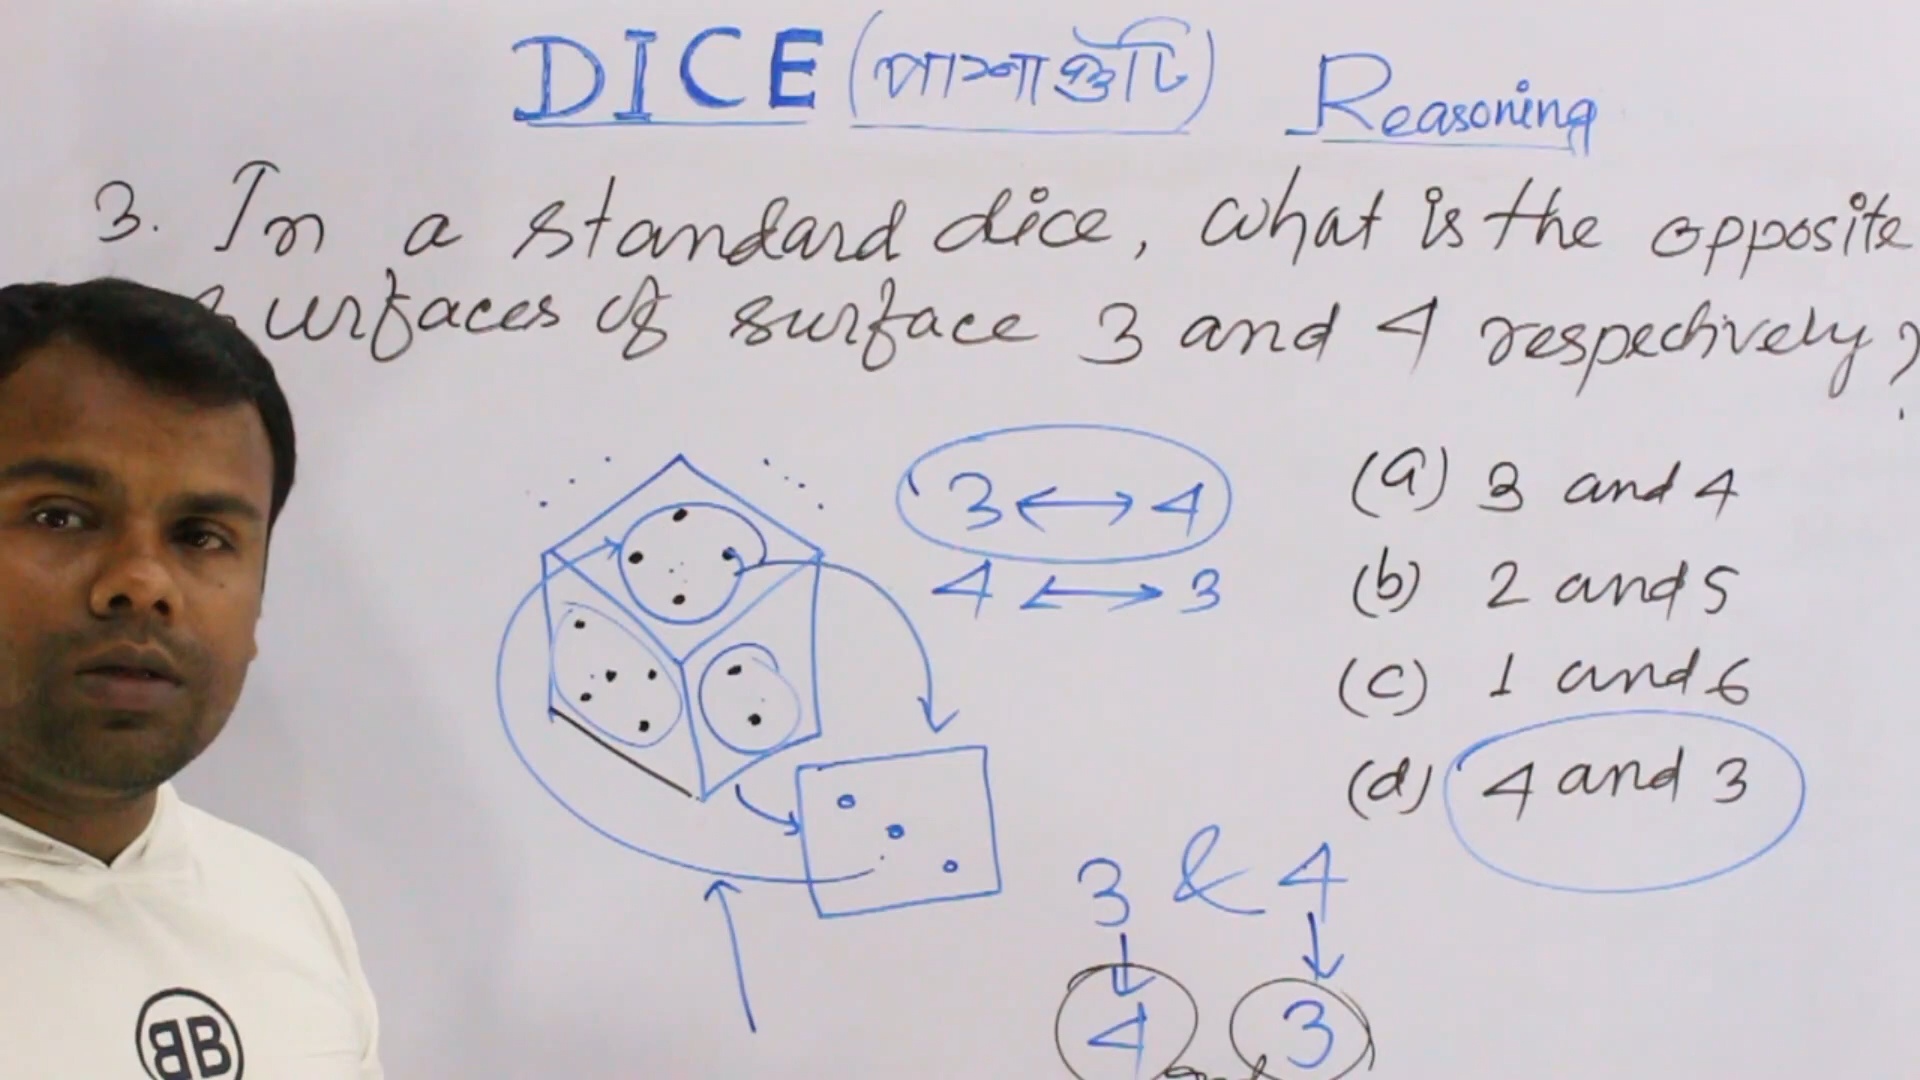 DICE (পাশা গুটি) Reasoning
3. In a standard dice, what is the opposite
surfaces of surface 3 and 4 respectively?
3 ↔ 4
4 ↔ 3
(a) 3 and 4
(b) 2 and 5
(c) 1 and 6
(d) 4 and 3
3 & 4
4 3
BB